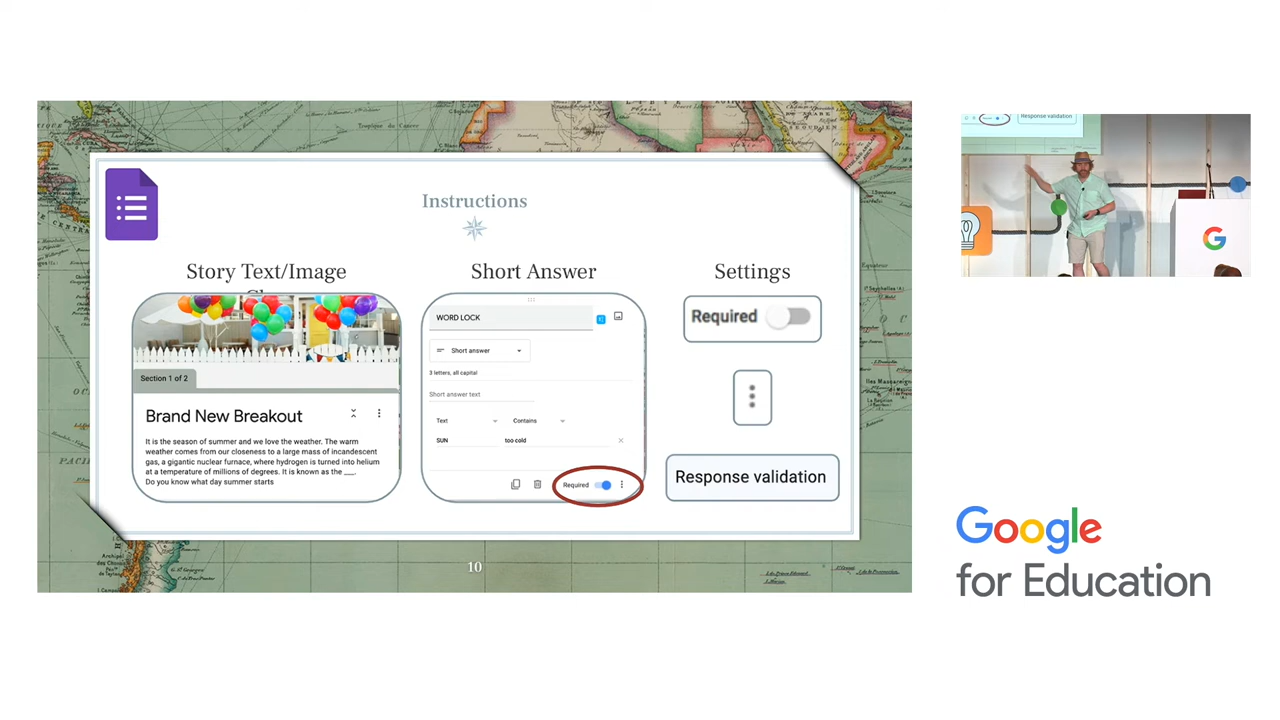 Instructions
Story Text/Image
Section 1 of 2
Brand New Breakout
It is the season of summer and we love the weather. The warm
weather comes from our closeness to a large mass of incandescent
gas, a gigantic nuclear furnace, where hydrogen is turned into helium
at a temperature of millions of degrees. It is known as the ___.
Do you know what day summer starts
Short Answer
WORD LOCK
Short answer
3 letters, all capital
Short answer text
Text Contains
SUN too cold
Required
Settings
Required
Response validation
10
Tropique du Cancer
Response validation
G
Google
for Education